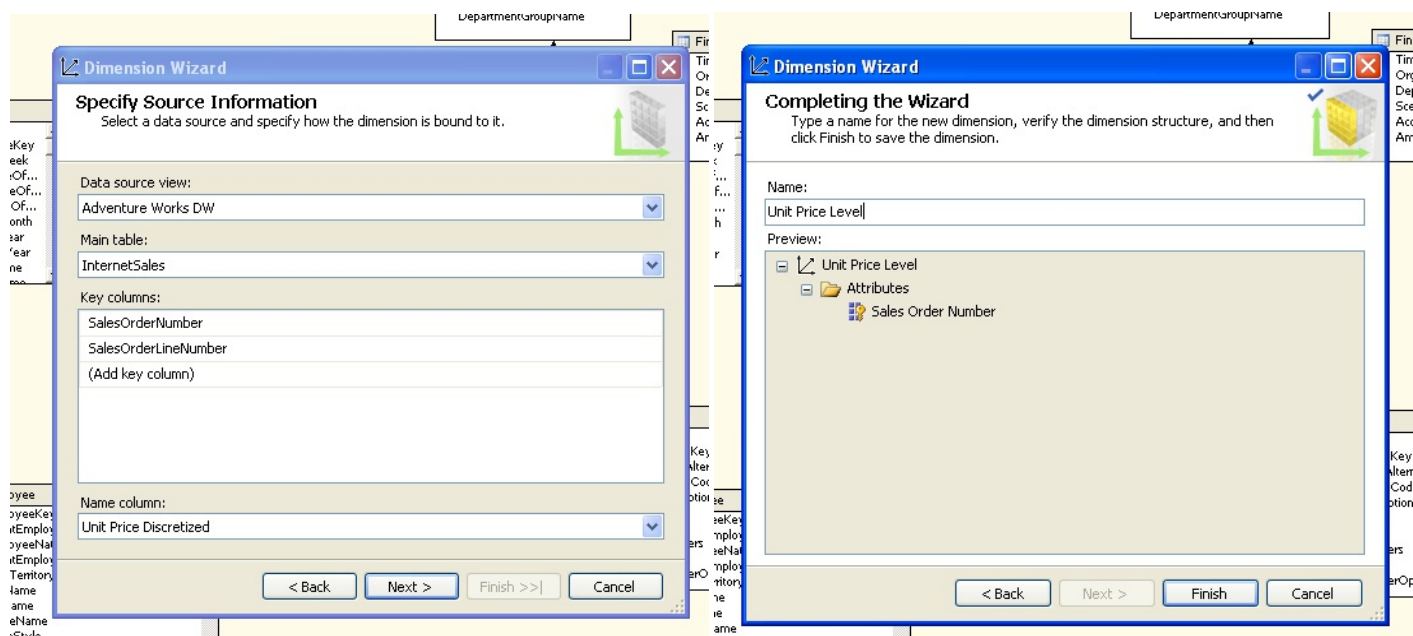 DepartmentGroupName
Dimension Wizard
Specify Source Information
Select a data source and specify how the dimension is bound to it.
Data source view:
Adventure Works DW
Main table:
InternetSales
Key columns:
SalesOrderNumber
SalesOrderLineNumber
(Add key column)
Name column:
Unit Price Discretized
< Back
Next >
Finish >>|
Cancel
DepartmentGroupName
Dimension Wizard
Completing the Wizard
Type a name for the new dimension, verify the dimension structure, and then
click Finish to save the dimension.
Name:
Unit Price Level
Preview:
Unit Price Level
Attributes
Sales Order Number
< Back
Next >
Finish
Cancel